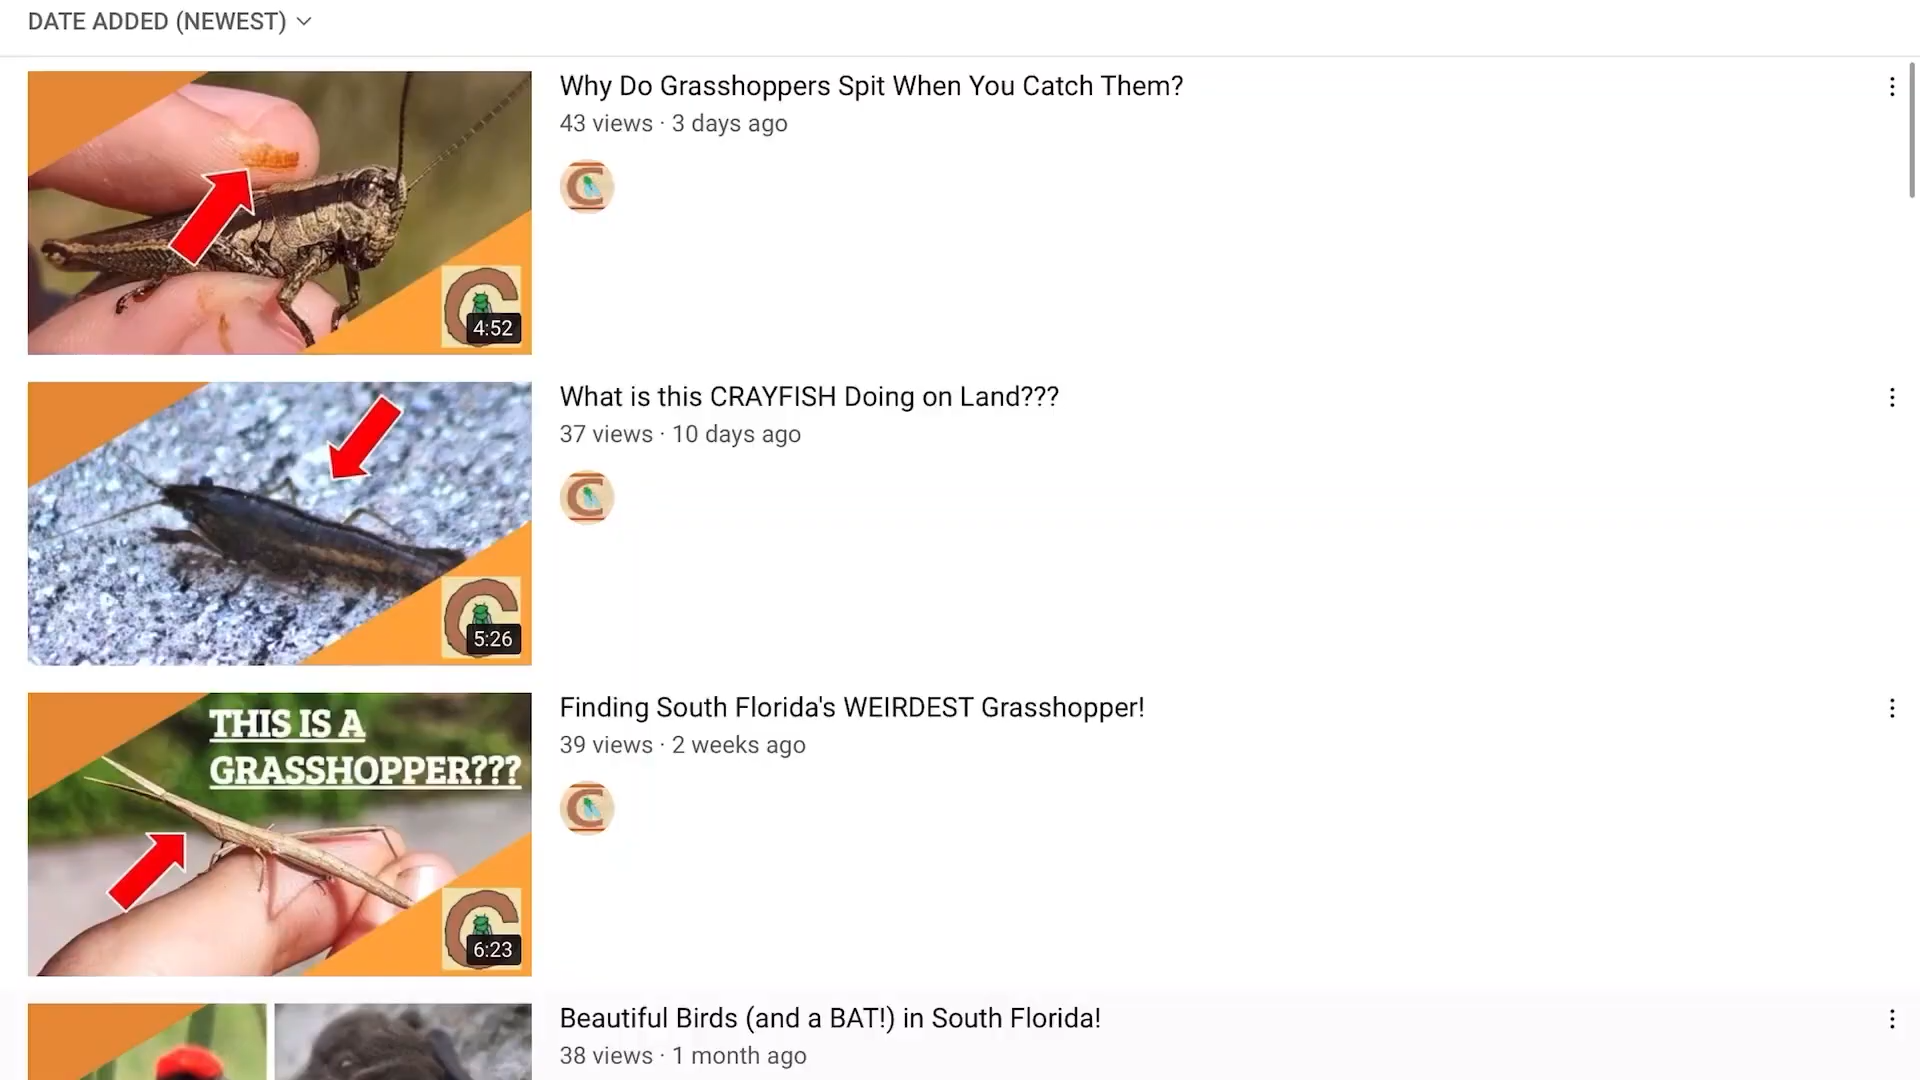 DATE ADDED (NEWEST)
Why Do Grasshoppers Spit When You Catch Them?
43 views · 3 days ago
C
4:52
What is this CRAYFISH Doing on Land???
37 views · 10 days ago
C
5:26
THIS IS A
GRASSHOPPER???
Finding South Florida's WEIRDEST Grasshopper!
39 views · 2 weeks ago
C
6:23
Beautiful Birds (and a BAT!) in South Florida!
38 views · 1 month ago